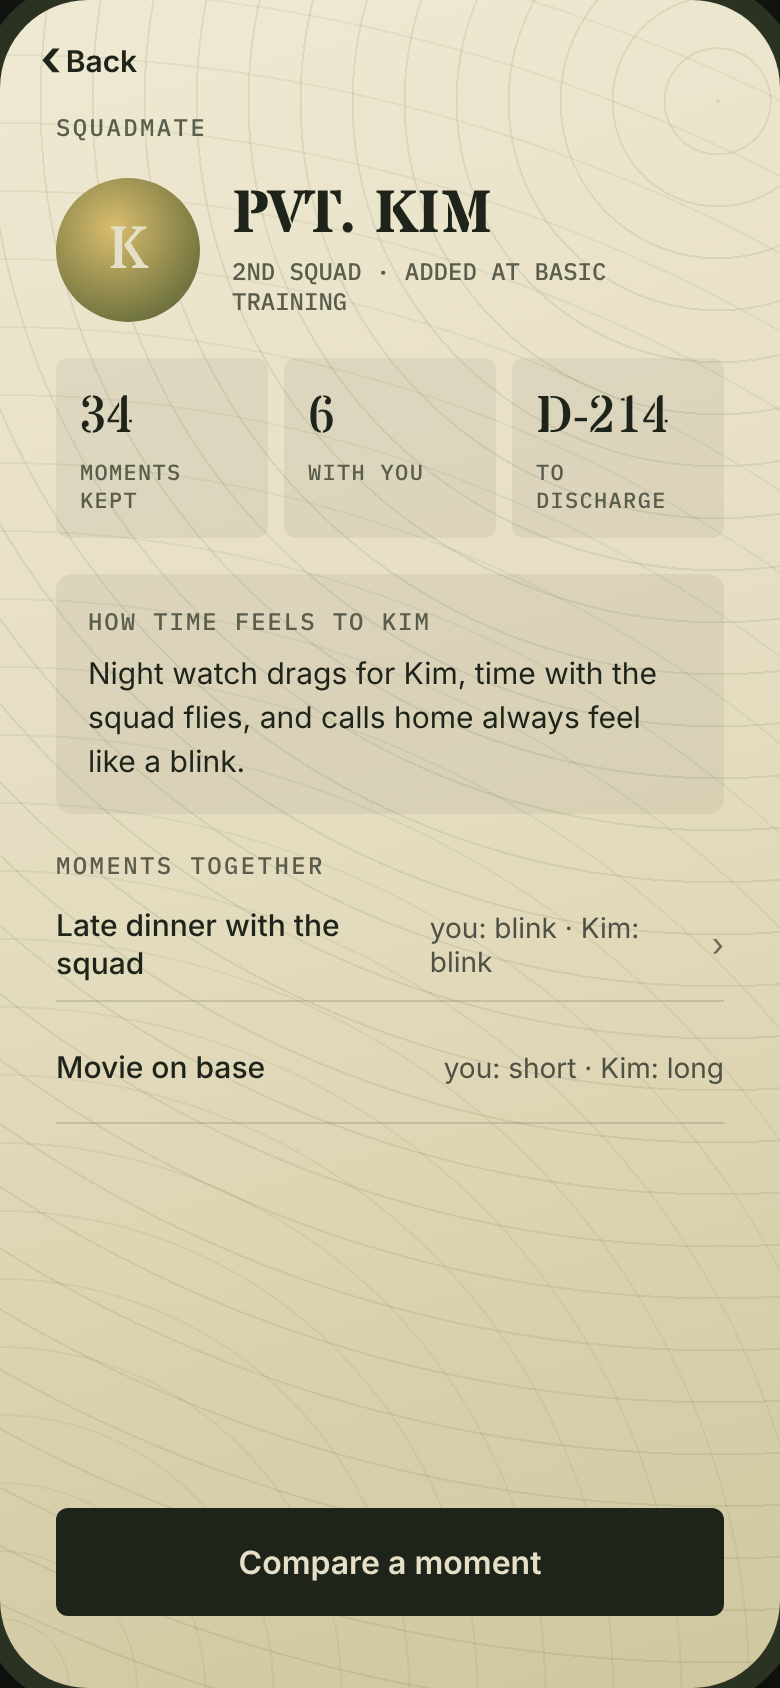 Back
SQUADMATE
K
PVT. KIM
2ND SQUAD · ADDED AT BASIC
TRAINING
34
MOMENTS
KEPT
6
WITH YOU
D-214
TO
DISCHARGE
HOW TIME FEELS TO KIM
Night watch drags for Kim, time with the
squad flies, and calls home always feel
like a blink.
MOMENTS TOGETHER
Late dinner with the
squad
you: blink · Kim:
blink
Movie on base
you: short · Kim: long
Compare a moment